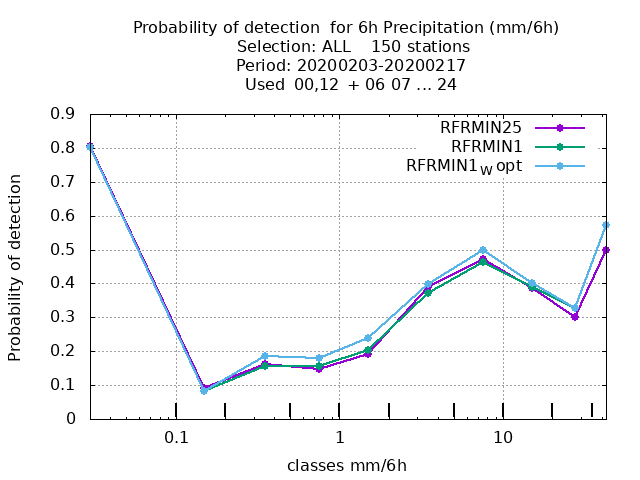 Probability of detection  for 6h Precipitation (mm/6h)
Selection: ALL    150 stations
Period: 20200203-20200217
Used  00,12  + 06 07 ... 24
0.9
0.8
0.7
0.6
0.5
0.4
0.3
0.2
0.1
0
Probability of detection
RFRMIN25
RFRMIN1
RFRMIN1W opt
0.1
1
10
classes mm/6h